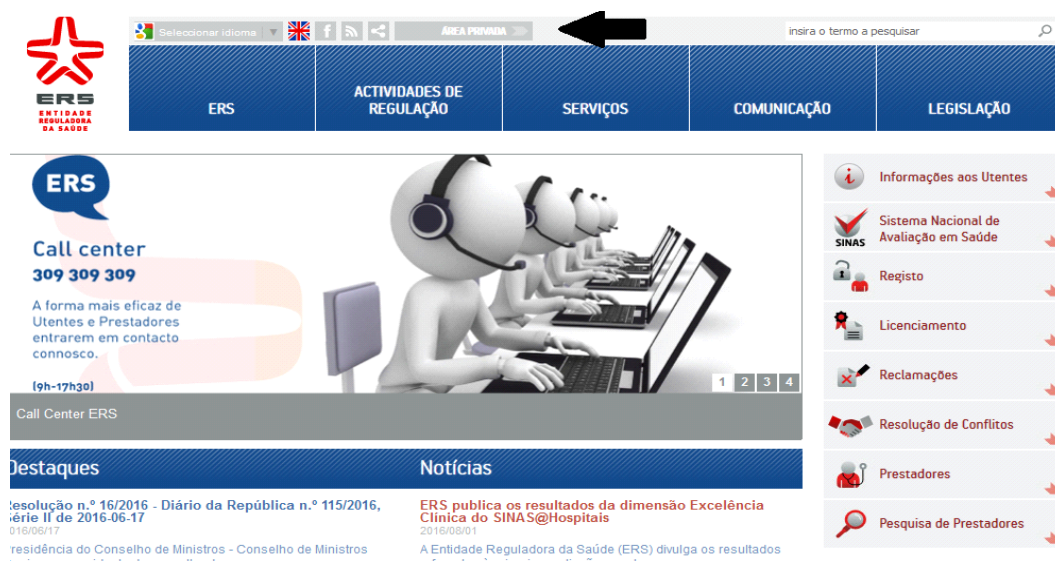 Seleccionar idioma
ÁREA PRIVADA
insira o termo a pesquisar
ERS
ENTIDADE
REGULADORA
DA SAÚDE
ERS
ACTIVIDADES DE
REGULAÇÃO
SERVIÇOS
COMUNICAÇÃO
LEGISLAÇÃO
ERS
Call center
309 309 309
A forma mais eficaz de
Utentes e Prestadores
entrarem em contacto
connosco.
(9h-17h30)
1 2 3 4
Call Center ERS
Informações aos Utentes
SINAS
Sistema Nacional de
Avaliação em Saúde
Registo
Licenciamento
Reclamações
Resolução de Conflitos
Prestadores
Pesquisa de Prestadores
Destaques
Resolução n.º 16/2016 - Diário da República n.º 115/2016,
Série II de 2016-06-17
2016/06/17
Presidência do Conselho de Ministros - Conselho de Ministros
Notícias
ERS publica os resultados da dimensão Excelência
Clínica do SINAS@Hospitais
2016/08/01
A Entidade Reguladora da Saúde (ERS) divulga os resultados